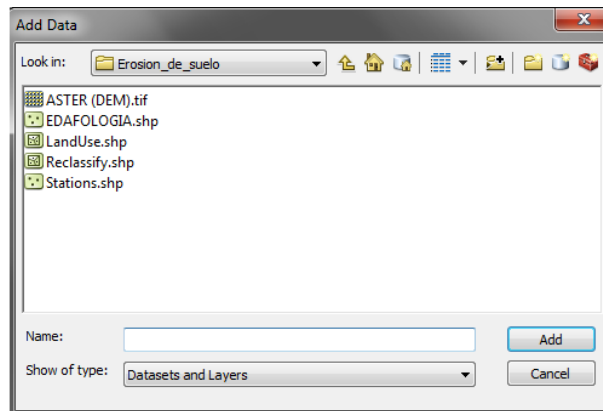 Add Data
Look in: Erosion_de_suelo
ASTER (DEM).tif
EDAFOLOGIA.shp
LandUse.shp
Reclassify.shp
Stations.shp
Name: Add
Show of type: Datasets and Layers Cancel